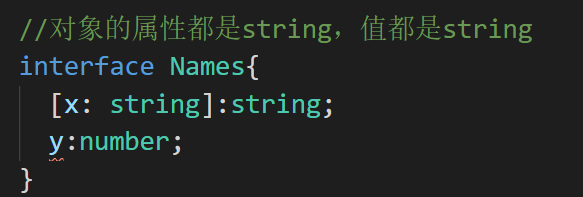 //对象的属性都是string，值都是string
interface Names{
  [x: string]:string;
  y:number;
}